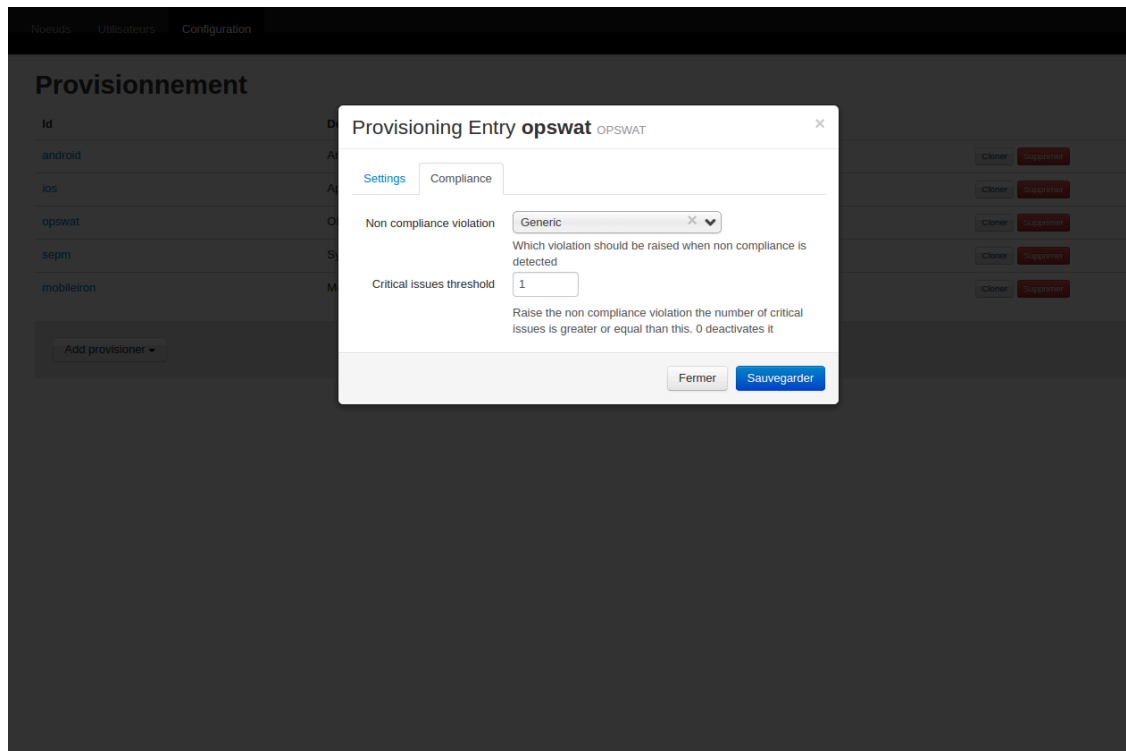 Noeuds Utilisateurs Configuration
Provisionnement
Id
Provisioning Entry opswat OPSWAT
×
android
Cloner Supprimer
Settings Compliance
ios
Cloner Supprimer
opswat
Non compliance violation Generic
Cloner Supprimer
Which violation should be raised when non compliance is
detected
sepm
Cloner Supprimer
Critical issues threshold 1
mobileiron
Cloner Supprimer
Raise the non compliance violation the number of critical
issues is greater or equal than this. 0 deactivates it
Add provisioner
Fermer Sauvegarder